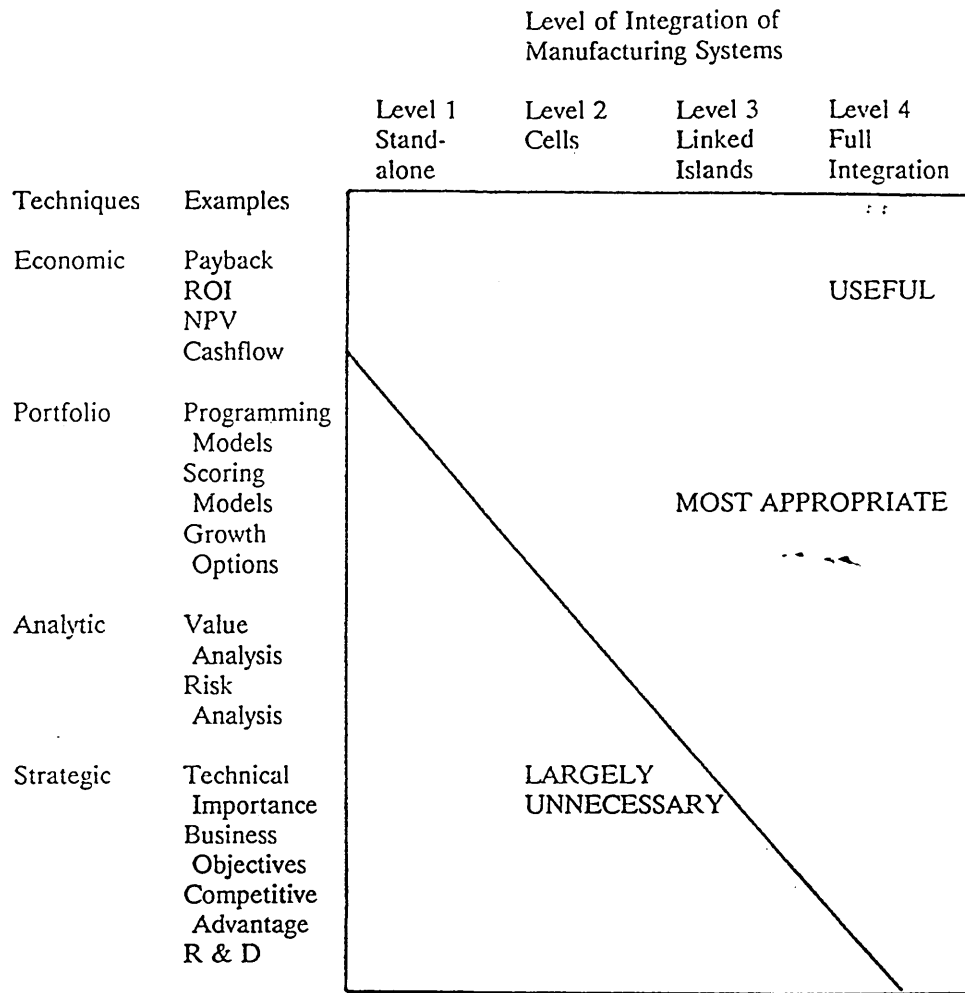 Level of Integration of
Manufacturing Systems
Level 1 Level 2 Level 3 Level 4
Stand- Cells Linked Full
alone Islands Integration
Techniques Examples
Economic Payback
ROI USEFUL
NPV
Cashflow
Portfolio Programming
Models
Scoring
Models MOST APPROPRIATE
Growth
Options
Analytic Value
Analysis
Risk
Analysis
Strategic Technical LARGELY
Importance UNNECESSARY
Business
Objectives
Competitive
Advantage
R & D